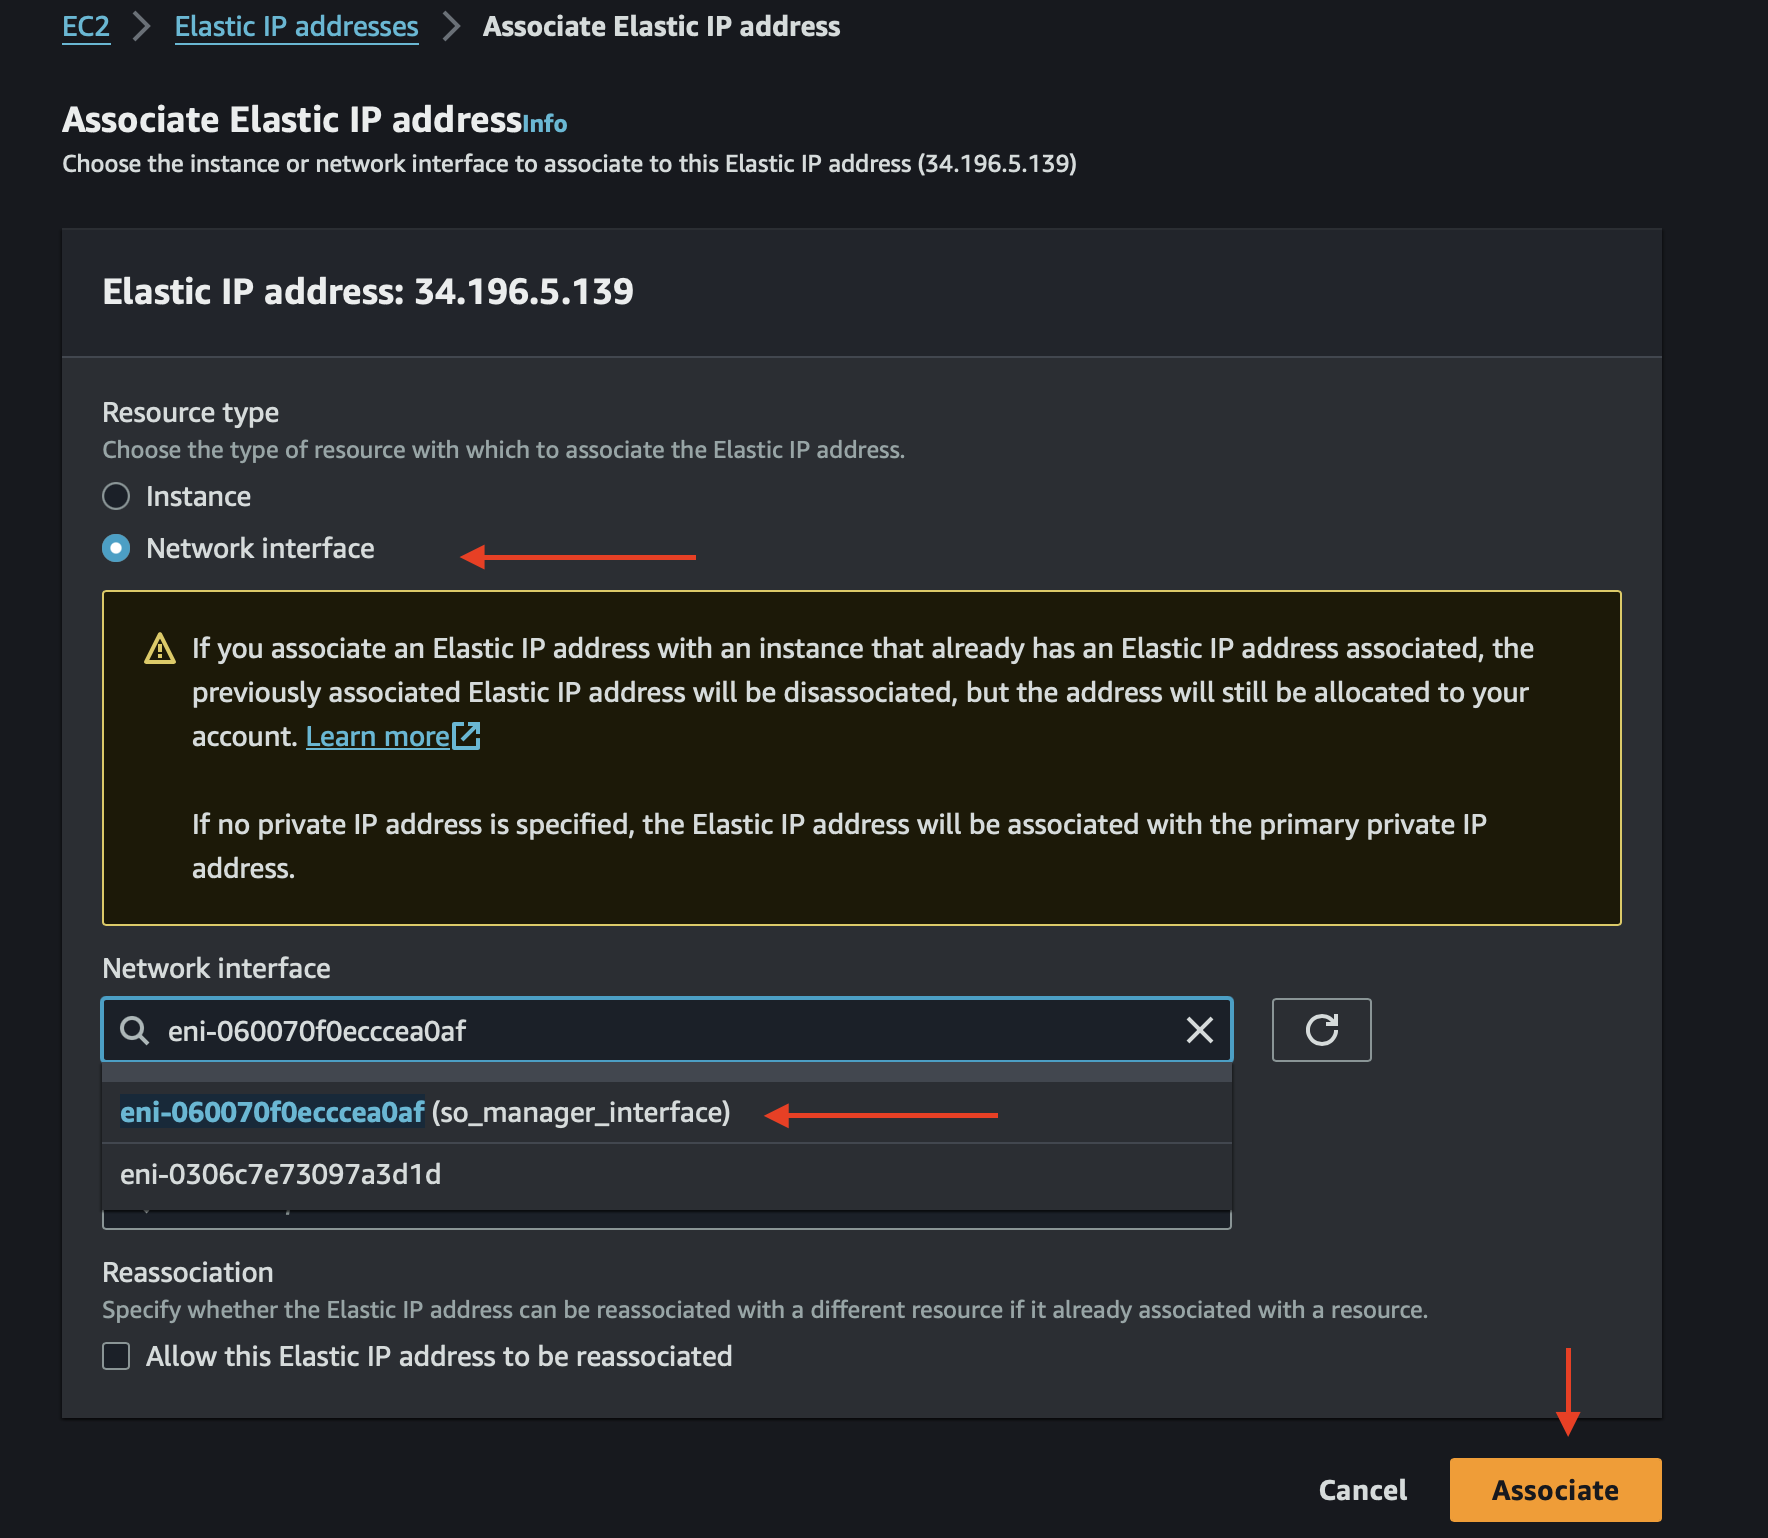 EC2 > Elastic IP addresses > Associate Elastic IP address
Associate Elastic IP address Info
Choose the instance or network interface to associate to this Elastic IP address (34.196.5.139)
Elastic IP address: 34.196.5.139
Resource type
Choose the type of resource with which to associate the Elastic IP address.
Instance
Network interface
If you associate an Elastic IP address with an instance that already has an Elastic IP address associated, the
previously associated Elastic IP address will be disassociated, but the address will still be allocated to your
account. Learn more
If no private IP address is specified, the Elastic IP address will be associated with the primary private IP
address.
Network interface
eni-060070f0ecccea0af
eni-060070f0ecccea0af (so_manager_interface)
eni-0306c7e73097a3d1d
Reassociation
Specify whether the Elastic IP address can be reassociated with a different resource if it already associated with a resource.
Allow this Elastic IP address to be reassociated
Cancel
Associate